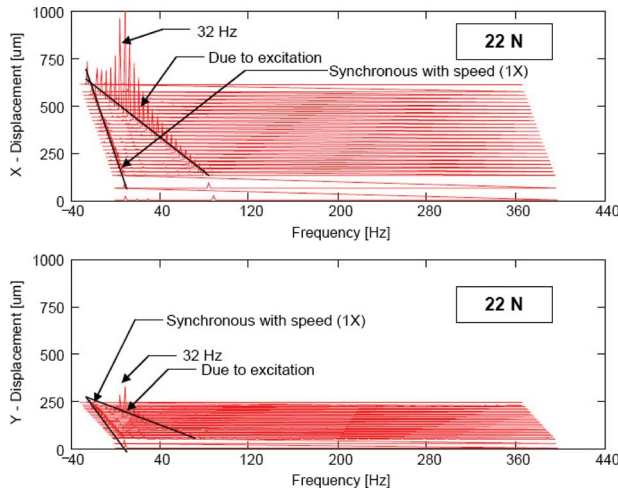 1000
750
500
250
0
X - Displacement [um]
32 Hz
Due to excitation
Synchronous with speed (1X)
22 N
−40
40
120
200
280
360
440
Frequency [Hz]
1000
750
500
250
0
Y - Displacement [um]
Synchronous with speed (1X)
32 Hz
Due to excitation
22 N
−40
40
120
200
280
360
440
Frequency [Hz]